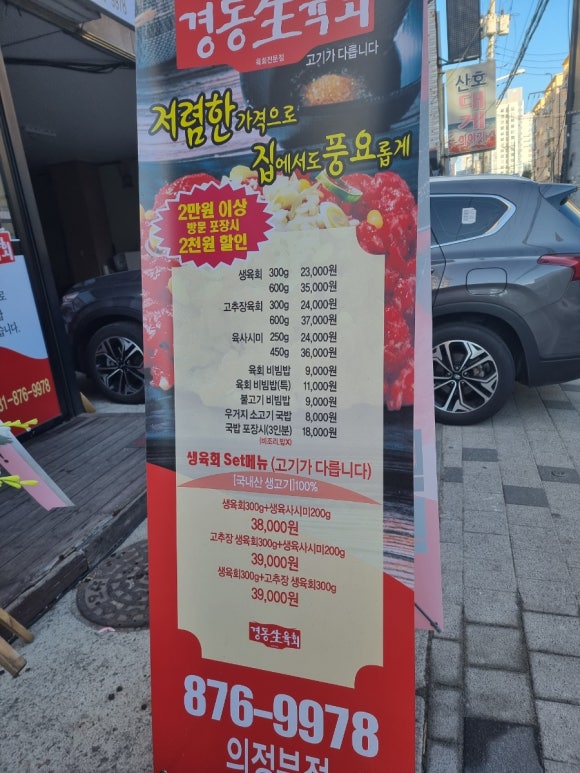 경동生육회
육회전문점
고기가 다릅니다
저렴한 가격으로
집에서도 풍요롭게
2만원 이상
방문 포장시
2천원 할인
생육회 300g 23,000원
600g 35,000원
고추장육회 300g 24,000원
600g 37,000원
육사시미 250g 24,000원
450g 36,000원
육회 비빔밥 9,000원
육회 비빔밥(특) 11,000원
불고기 비빔밥 9,000원
우거지 소고기 국밥 8,000원
국밥 포장시(3인분) 18,000원
(비조리,밥X)
생육회 Set메뉴 (고기가 다릅니다)
[국내산 생고기]100%
생육회300g+생육사시미200g
38,000원
고추장 생육회300g+생육사시미200g
39,000원
생육회300g+고추장 생육회300g
39,000원
경동生육회
876-9978
의정부점
산호
31-876-9978